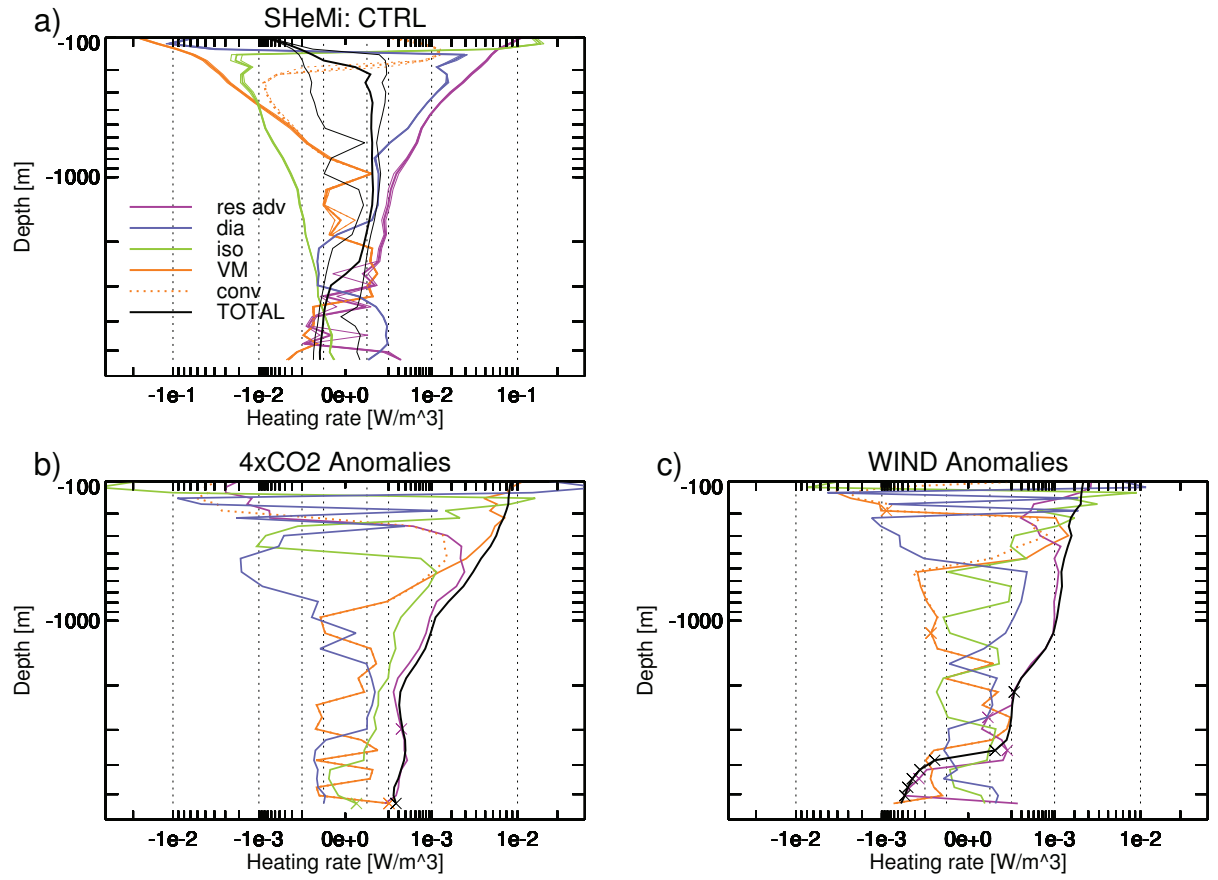 a)
SHeMi: CTRL
-100
-1000
Depth [m]
res adv
dia
iso
VM
conv
TOTAL
-1e-1 -1e-2 0e+0 1e-2 1e-1
Heating rate [W/m^3]
b)
4xCO2 Anomalies
-100
-1000
Depth [m]
-1e-2 -1e-3 0e+0 1e-3 1e-2
Heating rate [W/m^3]
c)
WIND Anomalies
-100
-1000
Depth [m]
-1e-2 -1e-3 0e+0 1e-3 1e-2
Heating rate [W/m^3]